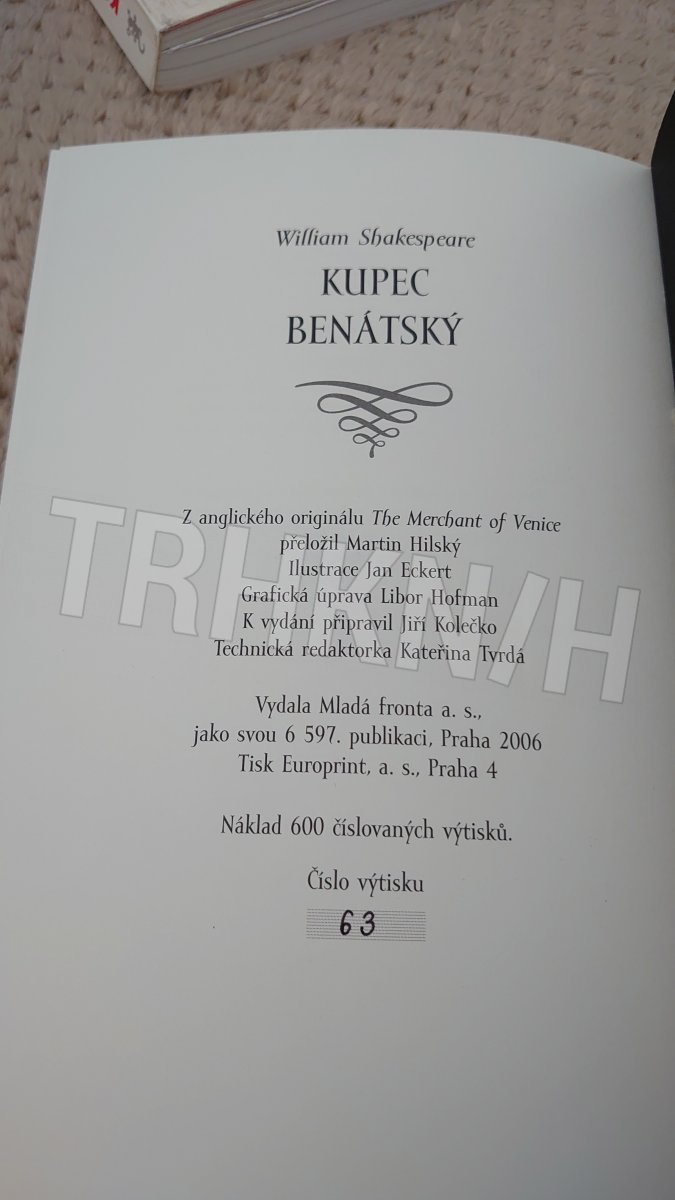 William Shakespeare
KUPEC
BENÁTSKÝ
Z anglického originálu The Merchant of Venice
přeložil Martin Hilský
Ilustrace Jan Eckert
Grafická úprava Libor Hofman
K vydání připravil Jiří Kolečko
Technická redaktorka Kateřina Tvrdá
TRHKNIH
Vydala Mladá fronta a. s.,
jako svou 6 597. publikaci, Praha 2006
Tisk Europrint, a. s., Praha 4
Náklad 600 číslovaných výtisků.
Číslo výtisku
63